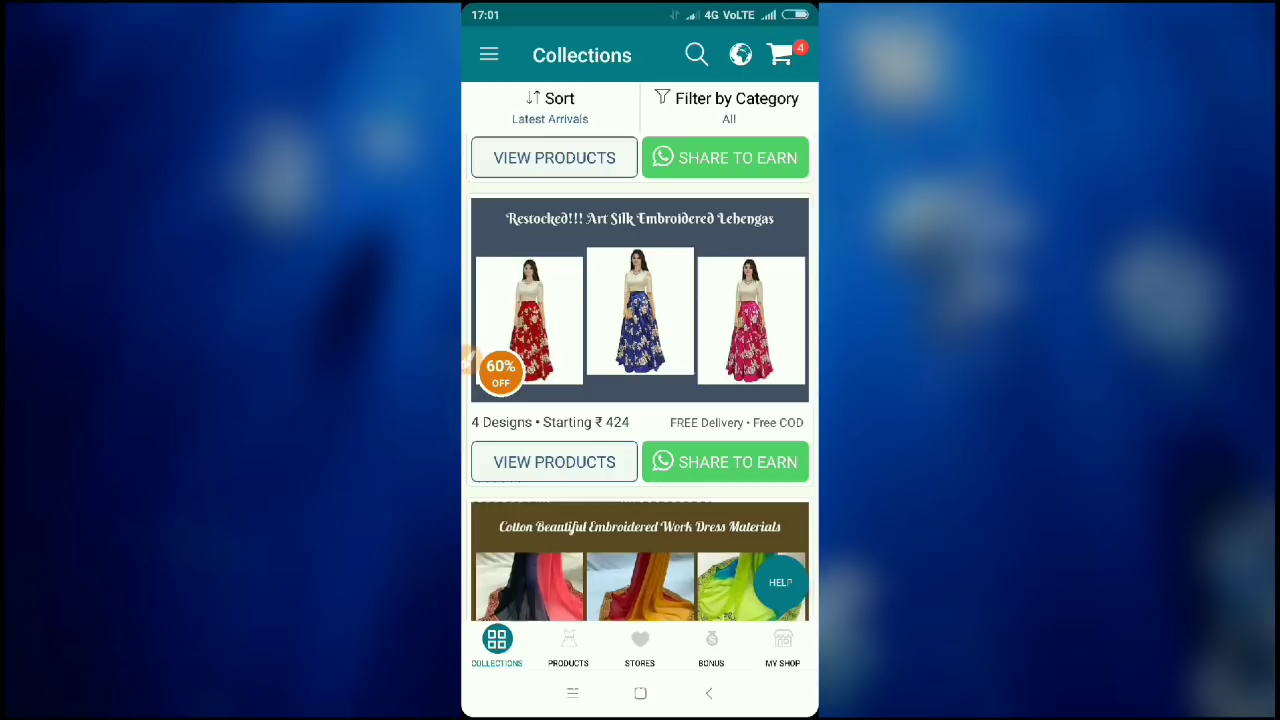 17:01
4G VoLTE
Collections
4
Sort
Latest Arrivals
Filter by Category
All
VIEW PRODUCTS
SHARE TO EARN
Restocked!!! Art Silk Embroidered Lehengas
60%
OFF
4 Designs • Starting ₹ 424
FREE Delivery • Free COD
VIEW PRODUCTS
SHARE TO EARN
Cotton Beautiful Embroidered Work Dress Materials
HELP
COLLECTIONS
PRODUCTS
STORES
BONUS
MY SHOP